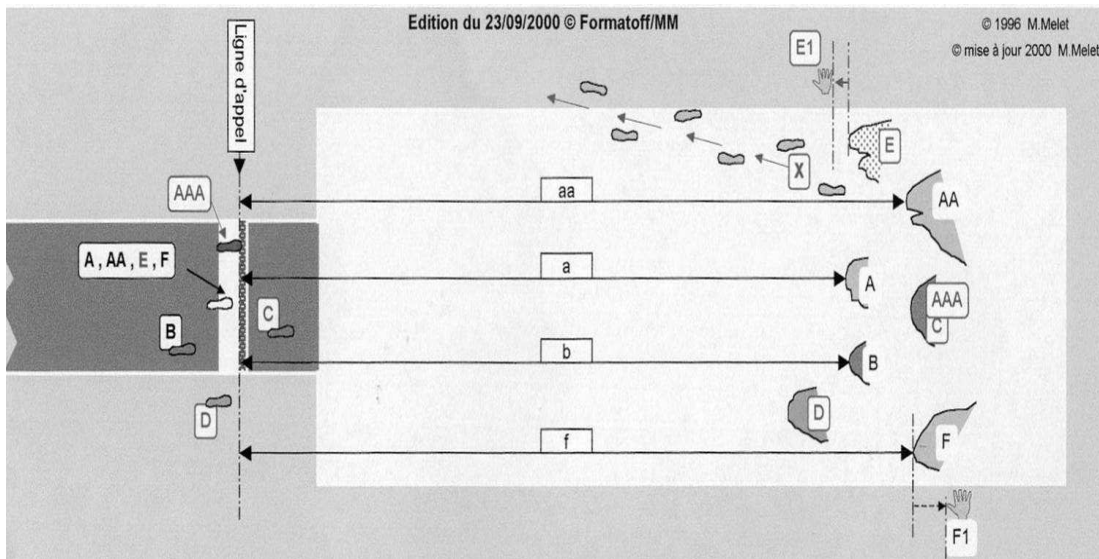 Edition du 23/09/2000 © Formatoff/MM
© 1996 M.Melet
© mise à jour 2000 M.Melet
Ligne d'appel
E1
E
X
AAA
aa
AA
A , AA , E , F
a
A
AAA
C
B
C
b
B
D
D
f
F
F1